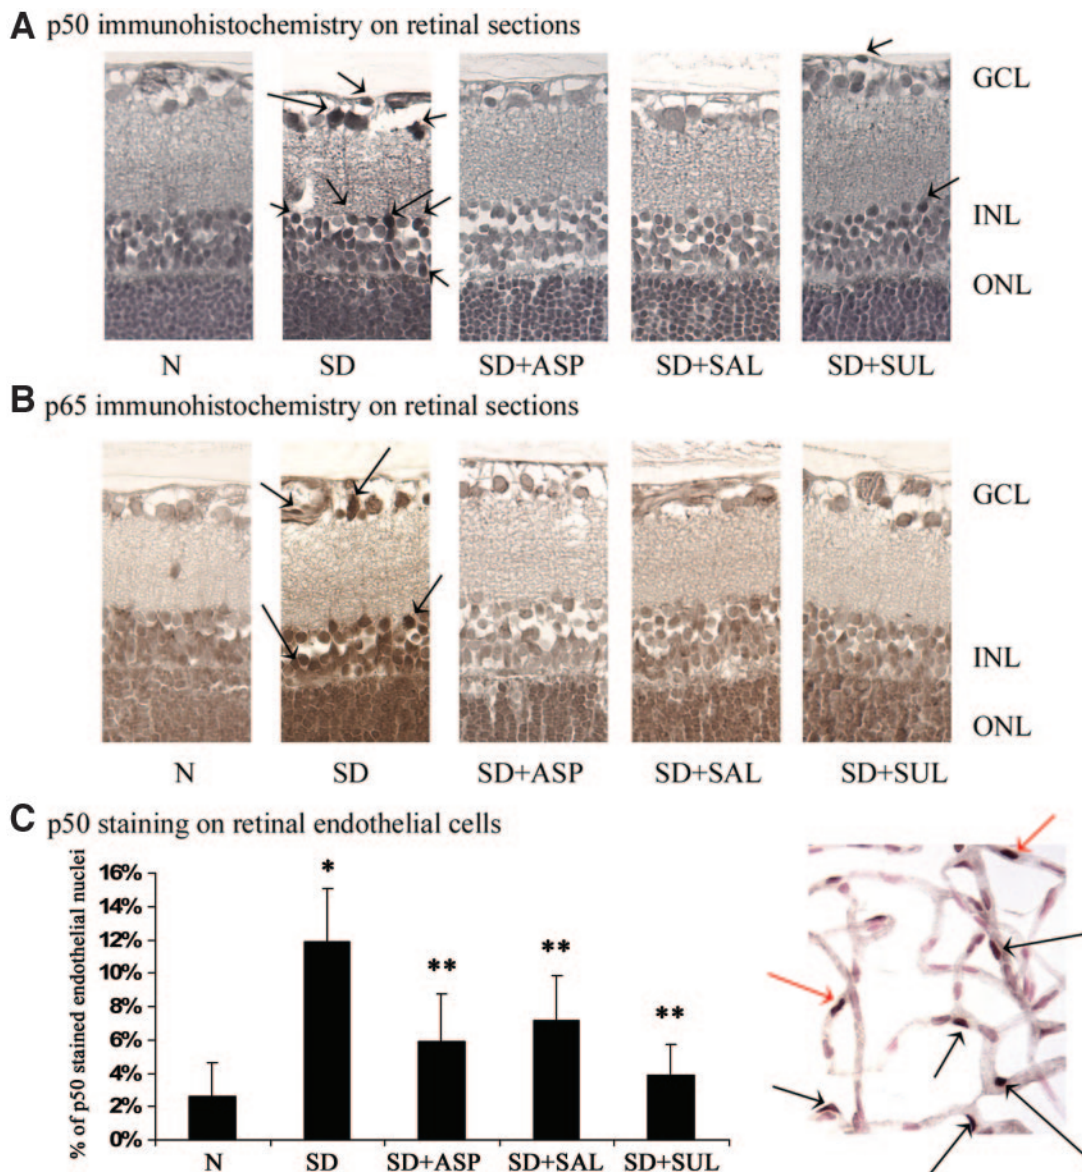 A p50 immunohistochemistry on retinal sections
GCL
INL
ONL
N SD SD+ASP SD+SAL SD+SUL
B p65 immunohistochemistry on retinal sections
GCL
INL
ONL
N SD SD+ASP SD+SAL SD+SUL
C p50 staining on retinal endothelial cells
% of p50 stained endothelial nuclei
16%
14%
12%
10%
8%
6%
4%
2%
0%
*
**
**
**
N SD SD+ASP SD+SAL SD+SUL